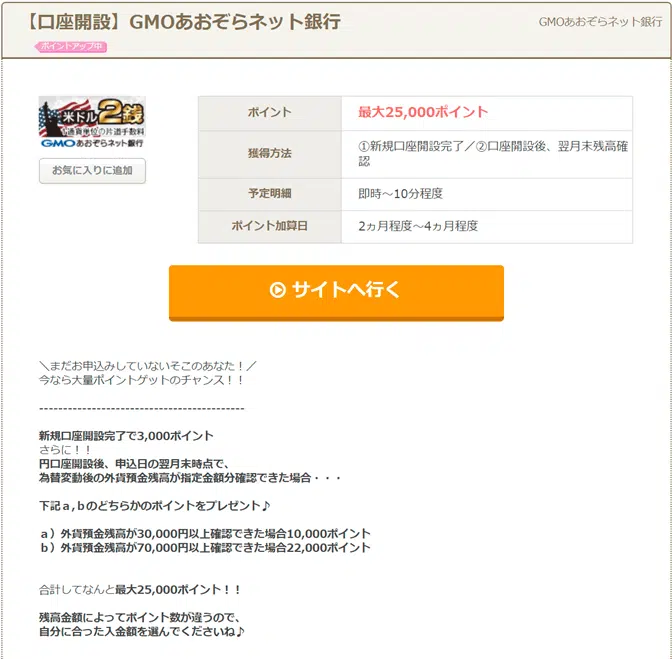 【口座開設】GMOあおぞらネット銀行
GMOあおぞらネット銀行
ポイントアップ中
米ドル2銭
1通貨単位の片道手数料
GMOあおぞらネット銀行
お気に入りに追加
ポイント 最大25,000ポイント
獲得方法 ①新規口座開設完了／②口座開設後、翌月末残高確
認
予定明細 即時～10分程度
ポイント加算日 2ヵ月程度～4ヵ月程度
サイトへ行く
＼まだお申込みしていないそこのあなた！／
今なら大量ポイントゲットのチャンス！！
-------------------------------------------
新規口座開設完了で3,000ポイント
さらに！！
円口座開設後、申込日の翌月末時点で、
為替変動後の外貨預金残高が指定金額分確認できた場合・・・
下記ａ,ｂのどちらかのポイントをプレゼント♪
ａ）外貨預金残高が30,000円以上確認できた場合10,000ポイント
ｂ）外貨預金残高が70,000円以上確認できた場合22,000ポイント
合計してなんと最大25,000ポイント！！
残高金額によってポイント数が違うので、
自分に合った入金額を選んでくださいね♪